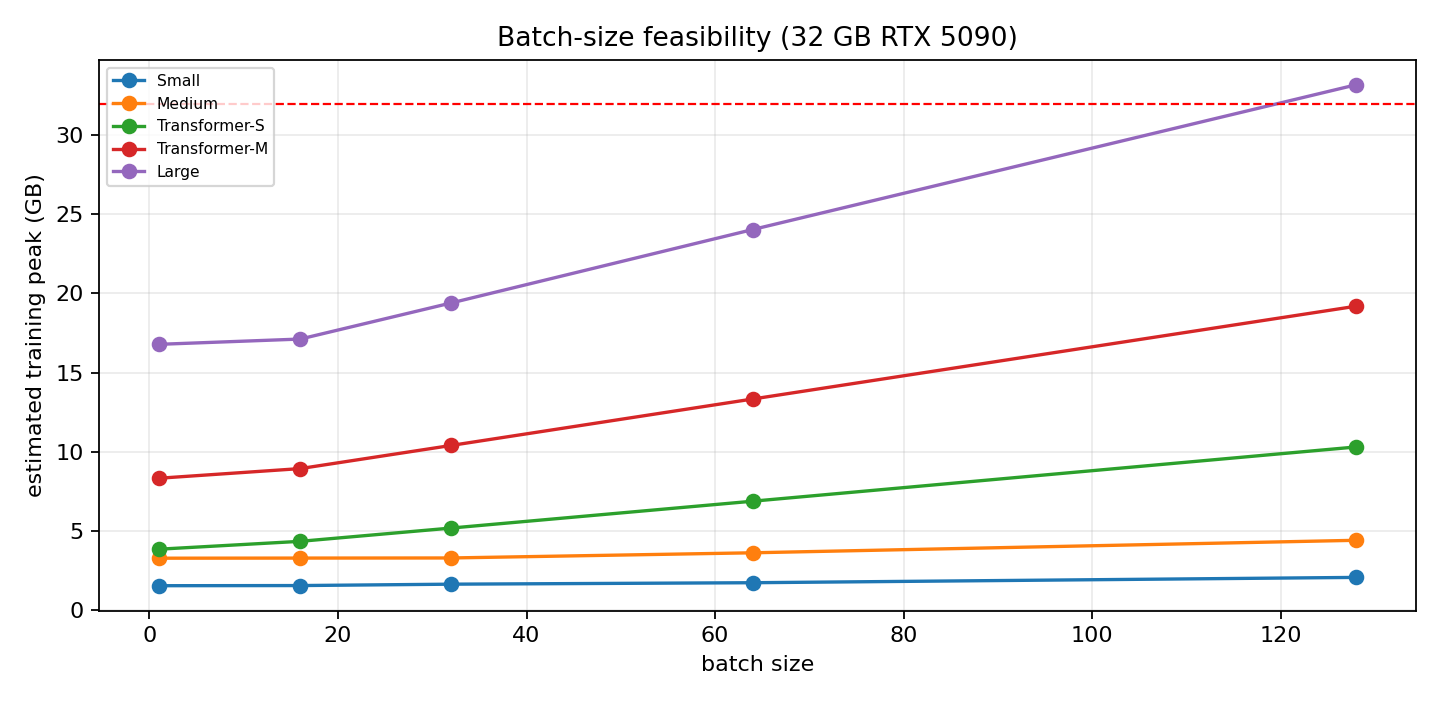 Batch-size feasibility (32 GB RTX 5090)
Small
Medium
Transformer-S
Transformer-M
Large
estimated training peak (GB)
30
25
20
15
10
5
0
0 20 40 60 80 100 120
batch size